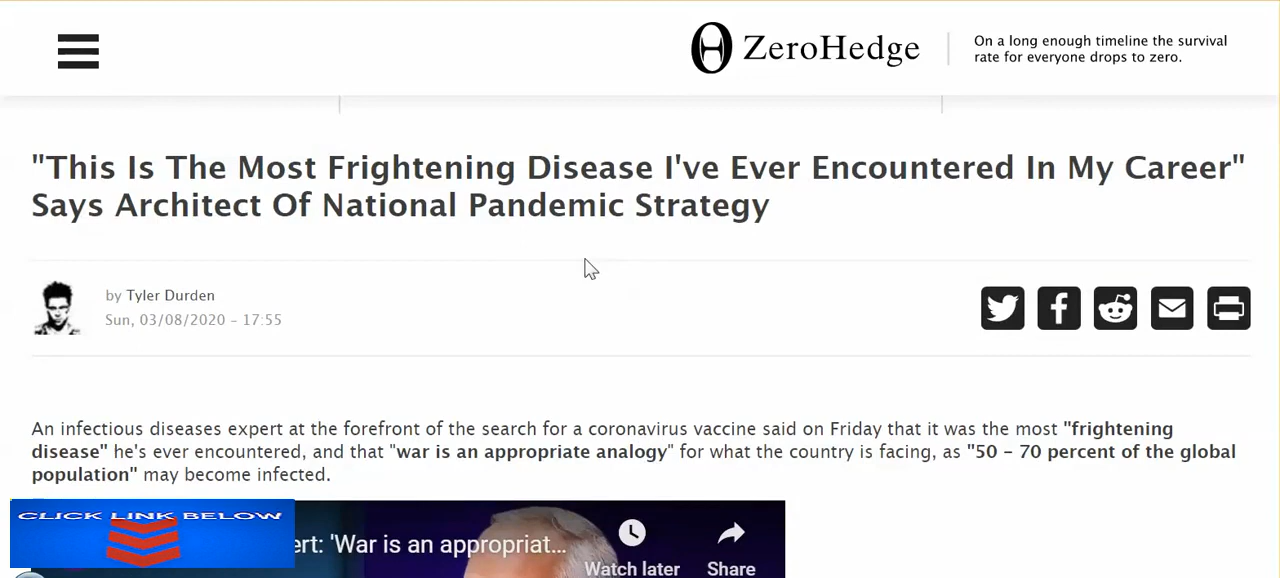 ZeroHedge
On a long enough timeline the survival
rate for everyone drops to zero.
"This Is The Most Frightening Disease I've Ever Encountered In My Career"
Says Architect Of National Pandemic Strategy
by Tyler Durden
Sun, 03/08/2020 - 17:55
An infectious diseases expert at the forefront of the search for a coronavirus vaccine said on Friday that it was the most "frightening
disease" he's ever encountered, and that "war is an appropriate analogy" for what the country is facing, as "50 - 70 percent of the global
population" may become infected.
CLICK LINK BELOW
ert: 'War is an appropriat...
Watch later
Share